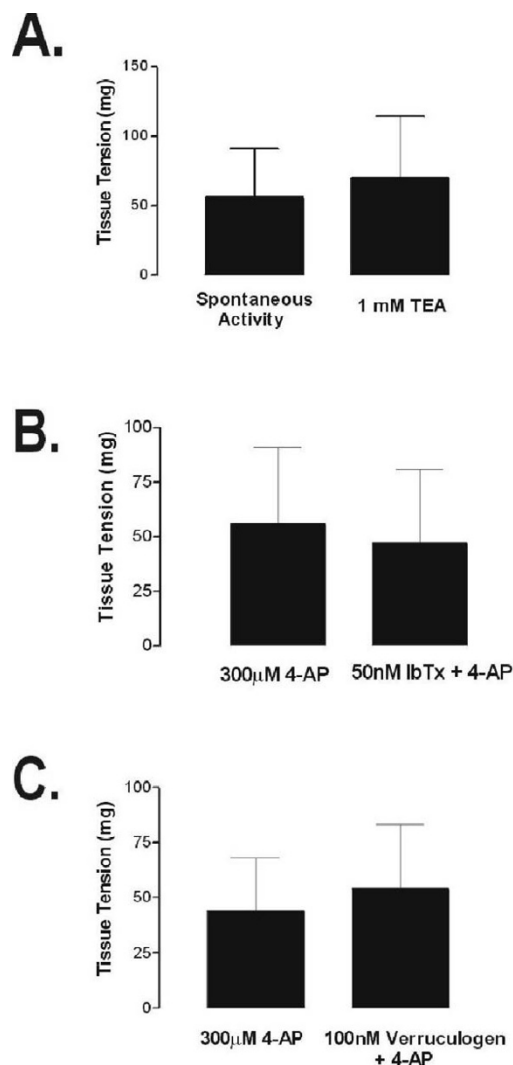 A.
Tissue Tension (mg)
150
100
50
0
Spontaneous
Activity
1 mM TEA
B.
Tissue Tension (mg)
100
75
50
25
0
300μM 4-AP
50nM IbTx + 4-AP
C.
Tissue Tension (mg)
100
75
50
25
0
300μM 4-AP
100nM Verruculogen
+ 4-AP